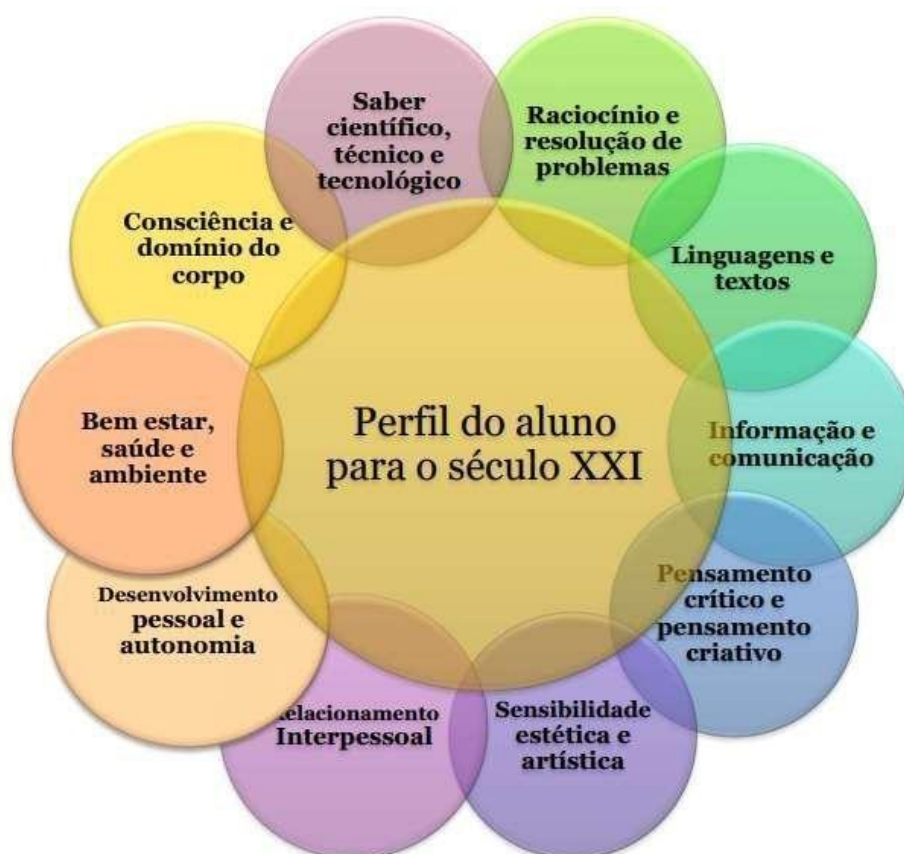 Perfil do aluno
para o século XXI
Raciocínio e
resolução de
problemas
Linguagens e
textos
Informação e
comunicação
Pensamento
crítico e
pensamento
criativo
Sensibilidade
estética e
artística
Relacionamento
Interpessoal
Desenvolvimento
pessoal e
autonomia
Bem estar,
saúde e
ambiente
Consciência e
domínio do
corpo
Saber
científico,
técnico e
tecnológico